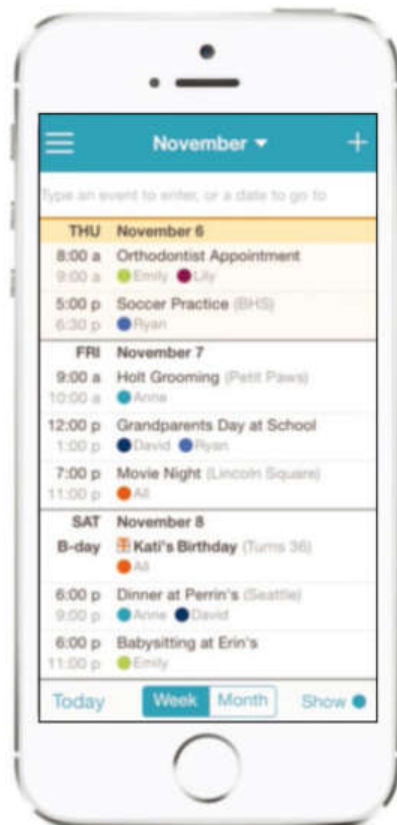 November
Type an event to enter, or a date to go to
THU November 6
8:00 a Orthodontist Appointment
9:00 a Emily Lily
5:00 p Soccer Practice (BHS)
6:30 p Ryan
FRI November 7
9:00 a Holt Grooming (Petit Paws)
10:00 a Anne
12:00 p Grandparents Day at School
1:00 p David Ryan
7:00 p Movie Night (Lincoln Square)
11:00 p All
SAT November 8
B-day Kati's Birthday (Turns 36)
All
6:00 p Dinner at Perrin's (Seattle)
9:00 p Anne David
6:00 p Babysitting at Erin's
11:00 p Emily
Today Week Month Show